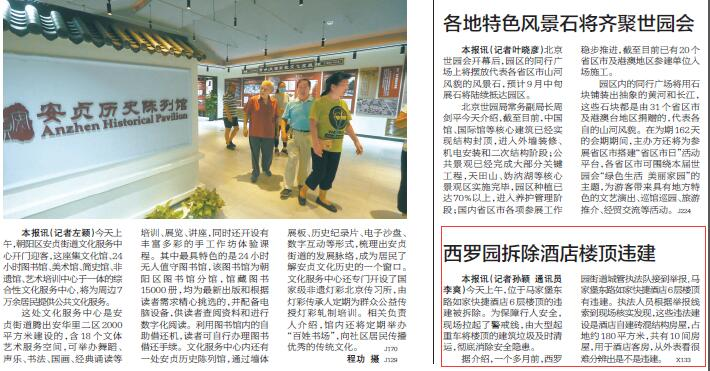 安贞历史陈列馆
Anzhen Historical Pavilion
本报讯(记者左颖)今天上
午,朝阳区安贞街道文化服务中
心开门迎客,这座集文化馆、24
小时图书馆、美术馆、简史馆、非
遗馆、艺术培训中心于一体的综
合性文化服务中心,将为周边7
万余居民提供公共文化服务。
这处文化服务中心是安
贞街道腾出安华里二区2000
平方米建设的,含18个文体
艺术服务空间,可举办舞蹈、
声乐、书法、国画、经典诵读等
培训、展览、讲座,同时还开设有
丰富多彩的手工作坊体验课
程。其中最具特色的是24小时
无人值守图书馆,该图书馆为朝
阳区图书馆分馆,馆藏图书
15000册,均为最新出版和根据
读者需求精心挑选的,并配备电
脑设备,供读者查阅资料和进行
数字化阅读。利用图书馆内的自
助借还机,读者可自行办理图书
借还手续。文化服务中心内还有
一处安贞历史陈列馆,通过墙体
展板、历史纪录片、电子沙盘、
数字互动等形式,梳理出安贞
街道的发展脉络,成为居民了
解安贞文化历史的一个窗口。
文化服务中心还专门开设了国
家级非遗灯彩北京传习所,由
灯彩传承人定期为群众公益传
授灯彩轧制培训。相关负责
人介绍,馆内还将定期举办
“百姓市场”,向社区居民传播
优秀的传统文化。 J170
程功 摄 J129
各地特色风景石将齐聚世园会
本报讯(记者叶晓彦)北京
世园会开幕后,园区的同行广
场上将摆放代表各省区市山河
风貌的风景石,预计9月中旬
展石将陆续抵达园区。
北京世园局常务副局长周
剑平今天介绍,截至目前,中国
馆、国际馆等核心建筑已经实
现结构封顶,进入外墙装修、
机电安装和二次结构阶段;公
共景观已经完成大部分关键
工程,天田山、妫汭湖等核心
景观区实施完毕,园区种植已
达70%以上,进入养护管理阶
段;国内省区市各项参展工作
稳步推进,截至目前已有20个
省区市及港澳地区参建单位入
场施工。
园区内的同行广场将用石
块铺装出抽象的黄河和长江,
这些石块都是由31个省区市
及港澳台地区捐赠的,代表各
自的山河风貌。在为期162天
的会期期间,主办方还将为参
展省区市搭建“省区市日”活动
平台,各省区市可围绕本届世
园会“绿色生活 美丽家园”的
主题,为游客带来具有地方特
色的文艺演出、巡馆巡园、旅游
推介、经贸交流等活动。 J224
西罗园拆除酒店楼顶违建
本报讯(记者孙颖 通讯员
李爽)今天上午,位于马家堡东
路如家快捷酒店6层楼顶的违
建被拆除。为保障行人安全,
现场拉起了警戒线,由大型起
重车将楼顶的建筑垃圾及时清
运,彻底消除安全隐患。
据介绍,一个多月前,西罗
园街道城管执法队接到举报,马
家堡东路如家快捷酒店6层楼顶
有违建。执法人员根据举报线
索到现场核实发现,这些违法建
设是酒店自建砖混结构房屋,占
地约180平方米,共有10间房
屋,用于酒店客房,从外表看很
难分辨出是不是违建。 X133